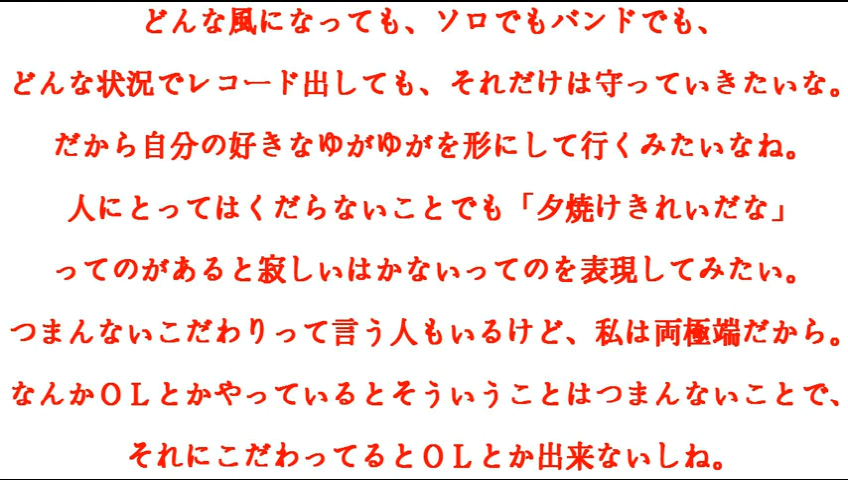 どんな風になっても、ソロでもバンドでも、
どんな状況でレコード出しても、それだけは守っていきたいな。
だから自分の好きなゆがゆがを形にして行くみたいなね。
人にとってはくだらないことでも「夕焼けきれいだな」
ってのがあると寂しいはかないってのを表現してみたい。
つまんないこだわりって言う人もいるけど、私は両極端だから。
なんかＯＬとかやっているとそういうことはつまんないことで、
それにこだわってるとＯＬとか出来ないしね。